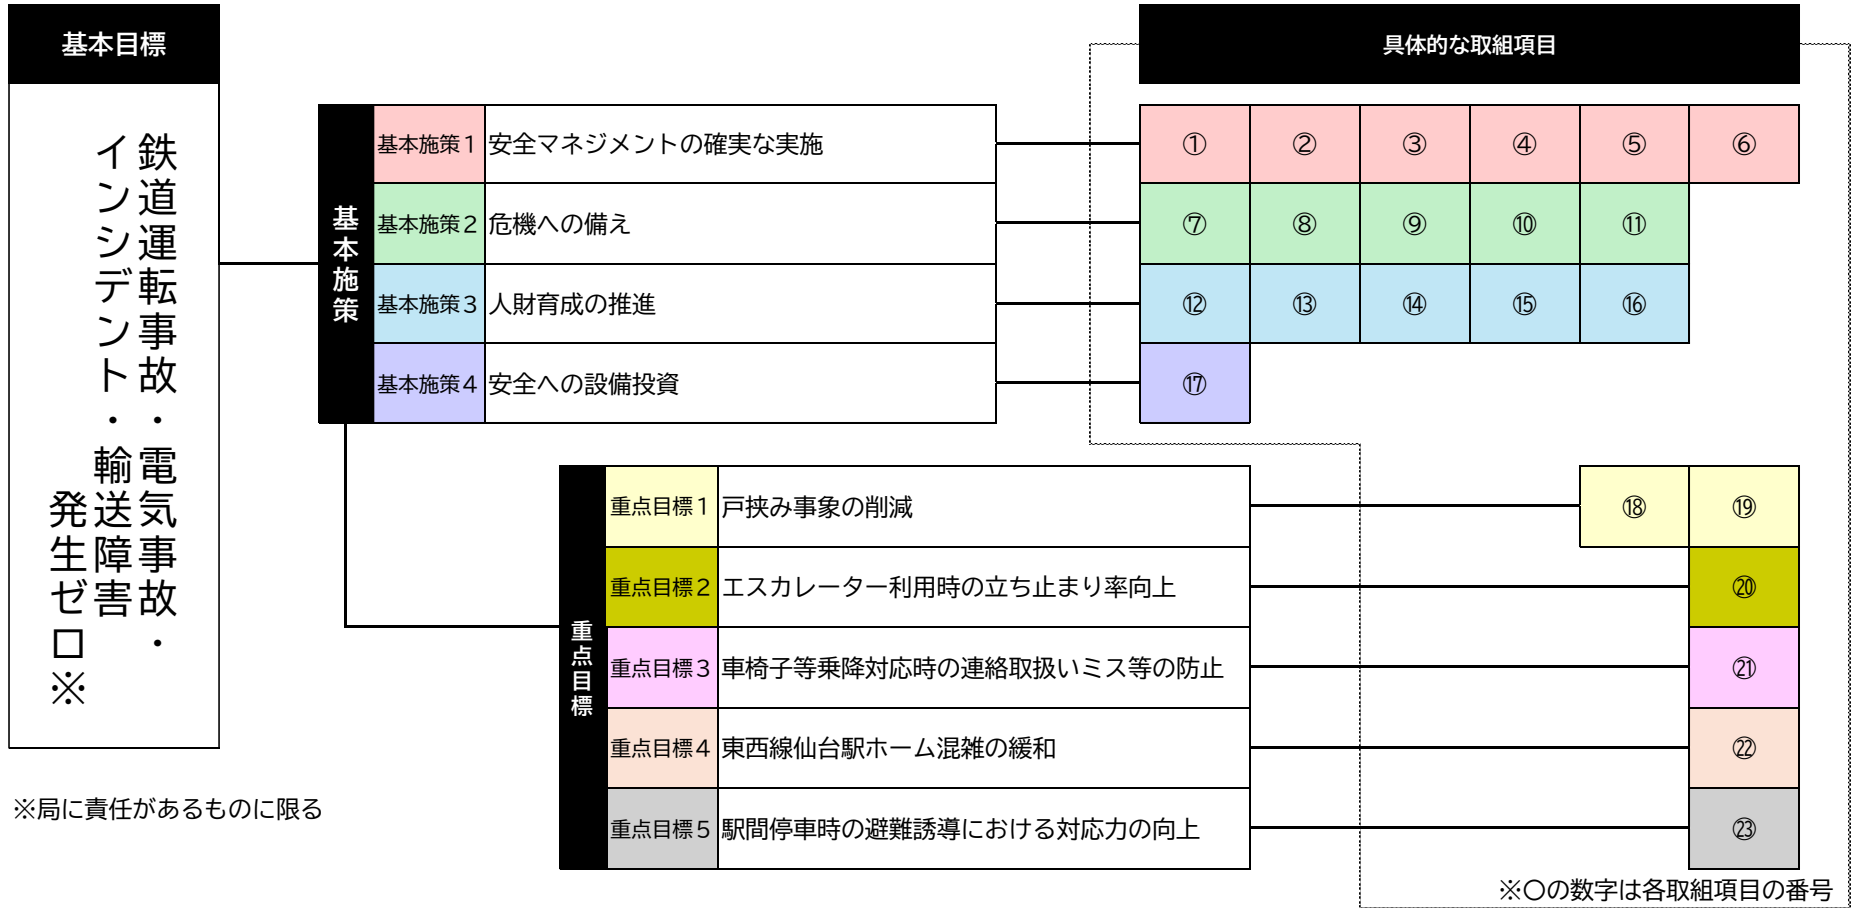 基本目標
鉄道運転事故・電気事故・
インシデント・輸送障害
発生ゼロ※
※局に責任があるものに限る
具体的な取組項目
基本施策
基本施策1 安全マネジメントの確実な実施 ① ② ③ ④ ⑤ ⑥
基本施策2 危機への備え ⑦ ⑧ ⑨ ⑩ ⑪
基本施策3 人財育成の推進 ⑫ ⑬ ⑭ ⑮ ⑯
基本施策4 安全への設備投資 ⑰
重点目標
重点目標1 戸挟み事象の削減 ⑱ ⑲
重点目標2 エスカレーター利用時の立ち止まり率向上 ⑳
重点目標3 車椅子等乗降対応時の連絡取扱いミス等の防止 ㉑
重点目標4 東西線仙台駅ホーム混雑の緩和 ㉒
重点目標5 駅間停車時の避難誘導における対応力の向上 ㉓
※〇の数字は各取組項目の番号